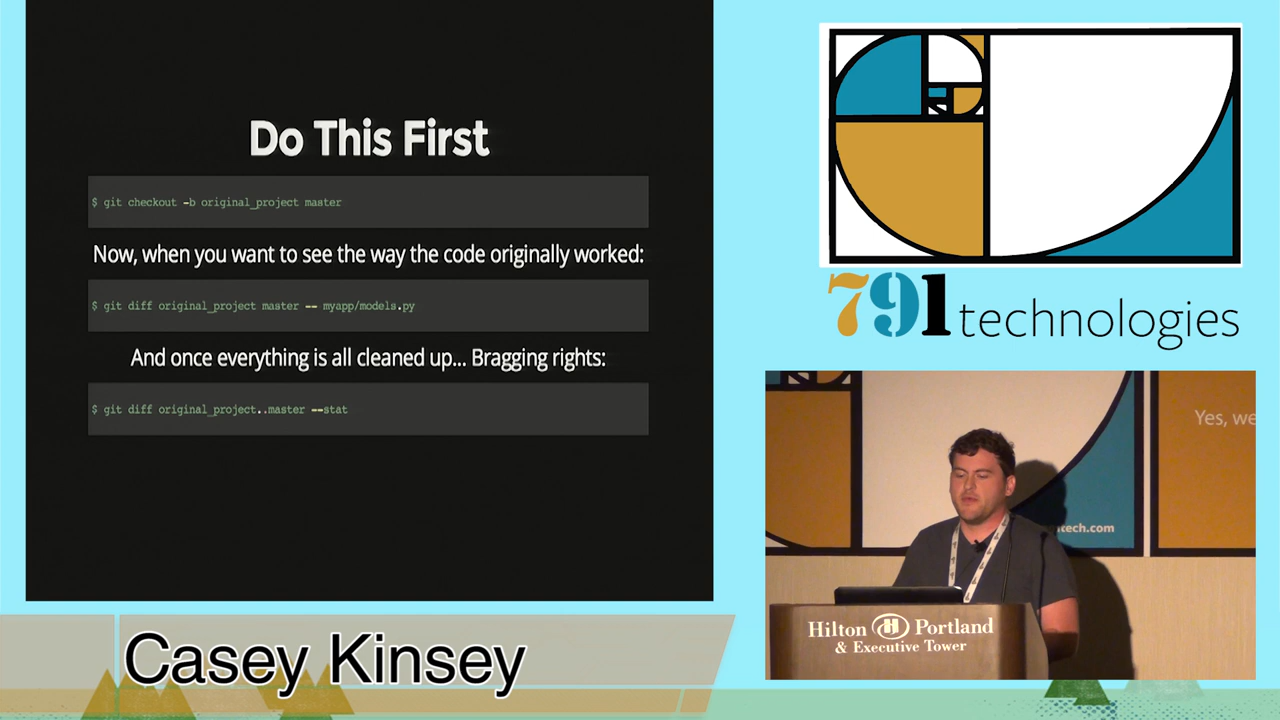 Do This First
$ git checkout -b original_project master
Now, when you want to see the way the code originally worked:
$ git diff original_project master -- myapp/models.py
And once everything is all cleaned up... Bragging rights:
$ git diff original_project..master --stat
791 technologies
Yes, we
tech.com
Hilton H Portland
& Executive Tower
Casey Kinsey